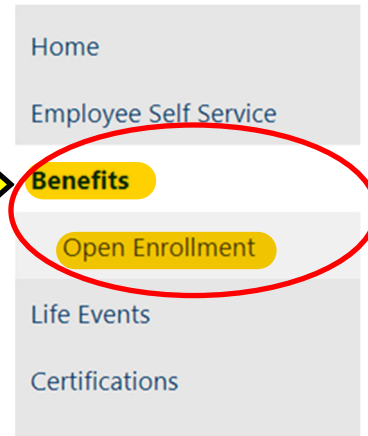 Home
Employee Self Service
Benefits
Open Enrollment
Life Events
Certifications